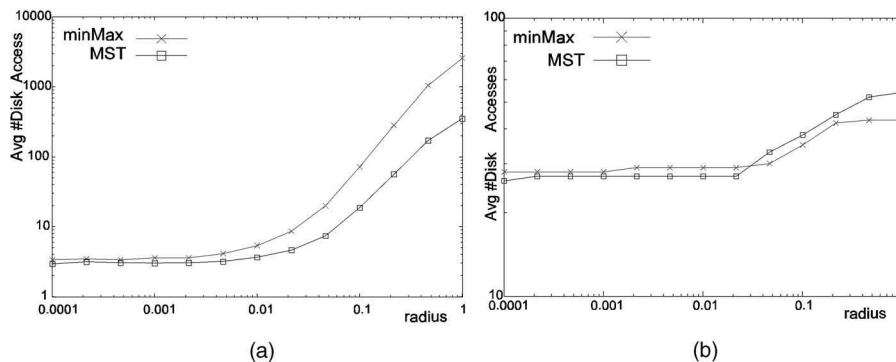 10000
minMax
MST
1000
100
10
1
Avg #Disk Access
0.0001
0.001
0.01
0.1
1
radius
(a)
100
minMax
MST
10
Avg #Disk Accesses
0.0001
0.001
0.01
0.1
radius
(b)